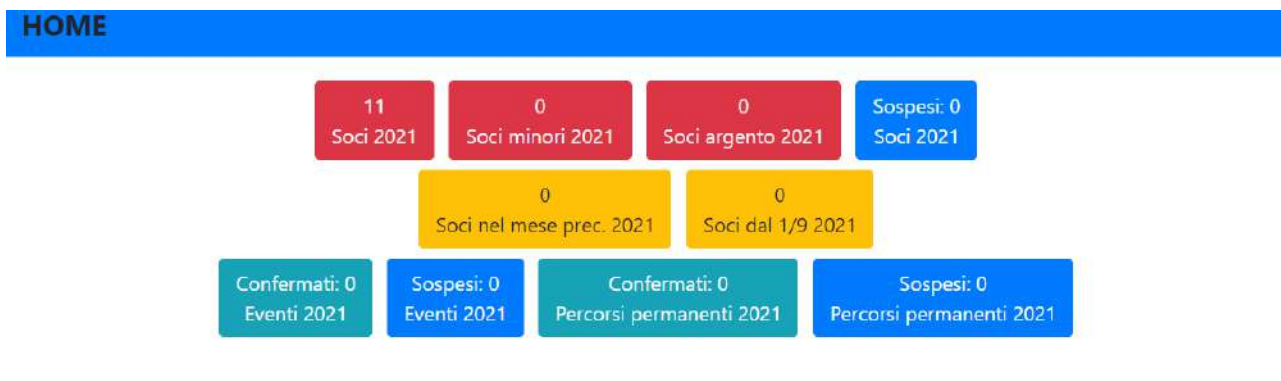 HOME
11
Soci 2021
0
Soci minori 2021
0
Soci argento 2021
Sospesi: 0
Soci 2021
0
Soci nel mese prec. 2021
0
Soci dal 1/9 2021
Confermati: 0
Eventi 2021
Sospesi: 0
Eventi 2021
Confermati: 0
Percorsi permanenti 2021
Sospesi: 0
Percorsi permanenti 2021